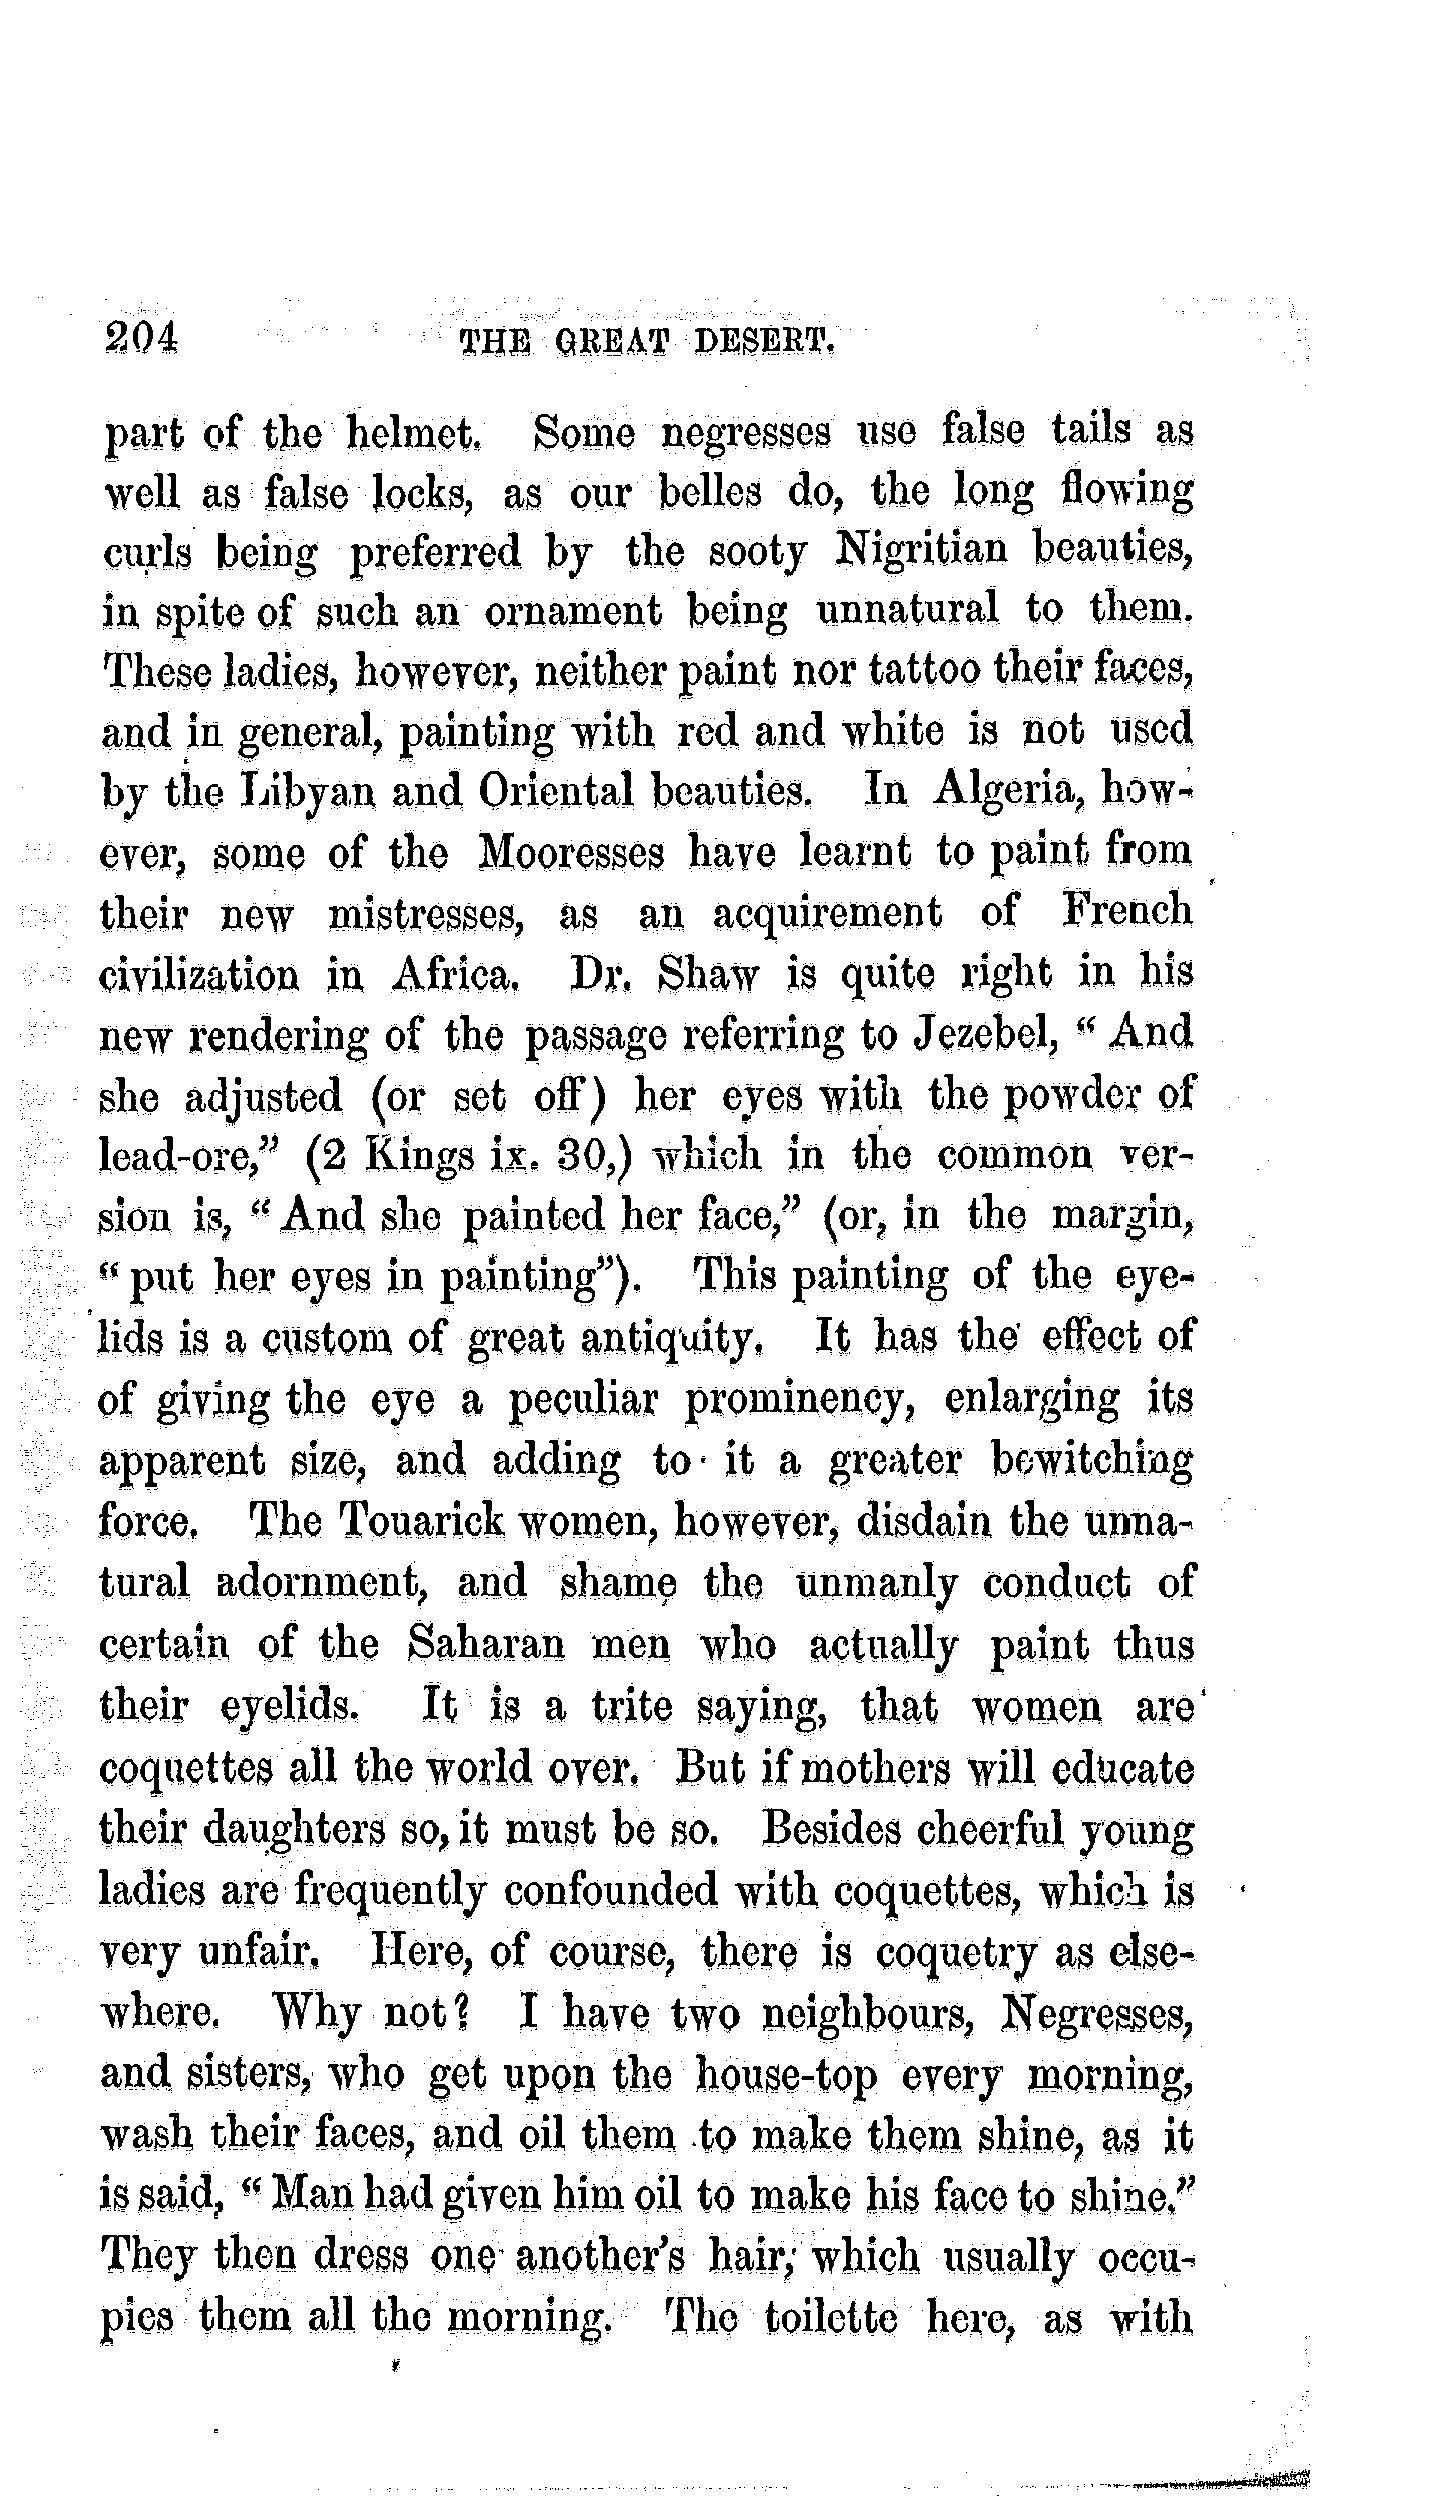 204 THE GREAT DESERT.
part of the helmet. Some negresses use false tails as
well as false locks, as our belles do, the long flowing
curls being preferred by the sooty Nigritian beauties,
in spite of such an ornament being unnatural to them.
These ladies, however, neither paint nor tattoo their faces,
and in general, painting with red and white is not used
by the Libyan and Oriental beauties. In Algeria, how-
ever, some of the Mooresses have learnt to paint from
their new mistresses, as an acquirement of French
civilization in Africa. Dr. Shaw is quite right in his
new rendering of the passage referring to Jezebel, “ And
she adjusted (or set off) her eyes with the powder of
lead-ore,” (2 Kings ix. 30,) which in the common ver-
sion is, “ And she painted her face,” (or, in the margin,
“ put her eyes in painting”). This painting of the eye-
lids is a custom of great antiquity. It has the effect of
of giving the eye a peculiar prominency, enlarging its
apparent size, and adding to it a greater bewitching
force. The Touarick women, however, disdain the unna-
tural adornment, and shame the unmanly conduct of
certain of the Saharan men who actually paint thus
their eyelids. It is a trite saying, that women are
coquettes all the world over. But if mothers will educate
their daughters so, it must be so. Besides cheerful young
ladies are frequently confounded with coquettes, which is
very unfair. Here, of course, there is coquetry as else-
where. Why not? I have two neighbours, Negresses,
and sisters, who get upon the house-top every morning,
wash their faces, and oil them to make them shine, as it
is said, “ Man had given him oil to make his face to shine.”
They then dress one another’s hair, which usually occu-
pies them all the morning. The toilette here, as with